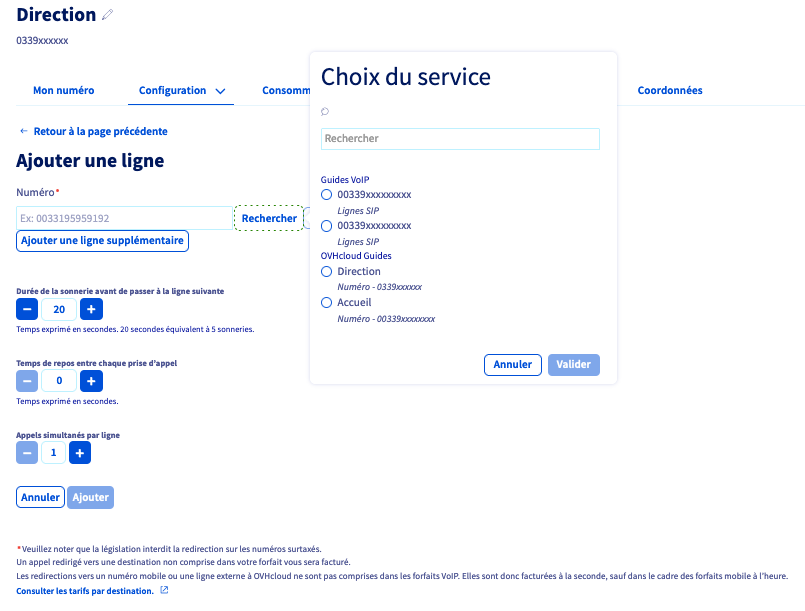 Direction
0339xxxxxx
Mon numéro
Configuration
Consomm
Coordonnées
← Retour à la page précédente
Ajouter une ligne
Numéro*
Ex: 0033195959192
Rechercher
Ajouter une ligne supplémentaire
Durée de la sonnerie avant de passer à la ligne suivante
− 20 +
Temps exprimé en secondes. 20 secondes équivalent à 5 sonneries.
Temps de repos entre chaque prise d'appel
− 0 +
Temps exprimé en secondes.
Appels simultanés par ligne
− 1 +
Annuler Ajouter
Choix du service
Rechercher
Guides VoIP
00339xxxxxxxxx
Lignes SIP
00339xxxxxxxxx
Lignes SIP
OVHcloud Guides
Direction
Numéro - 0339xxxxxx
Accueil
Numéro - 00339xxxxxxxx
Annuler Valider
*Veuillez noter que la législation interdit la redirection sur les numéros surtaxés.
Un appel redirigé vers une destination non comprise dans votre forfait vous sera facturé.
Les redirections vers un numéro mobile ou une ligne externe à OVHcloud ne sont pas comprises dans les forfaits VoIP. Elles sont donc facturées à la seconde, sauf dans le cadre des forfaits mobile à l'heure.
Consulter les tarifs par destination.